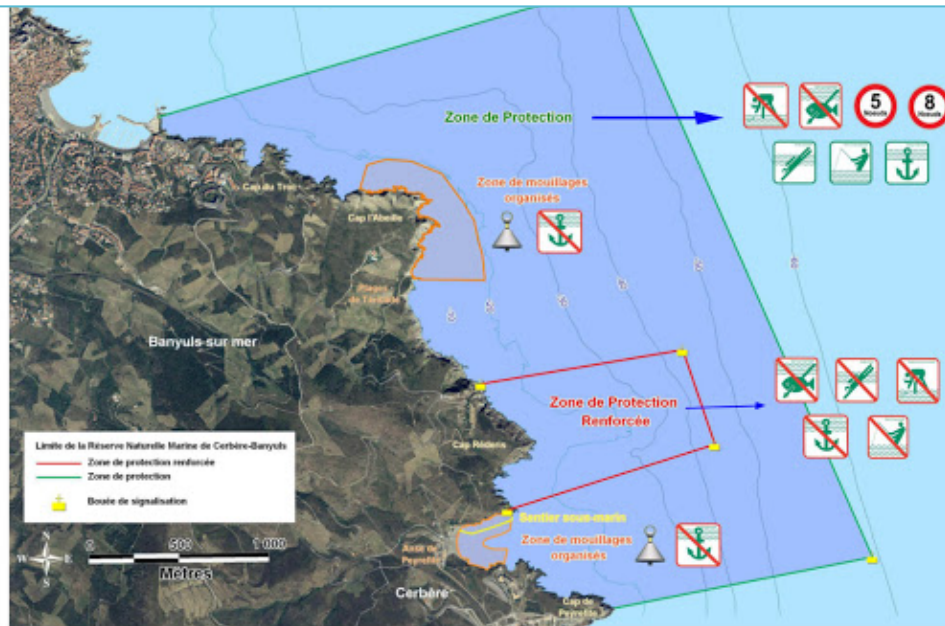 Zone de Protection
5
Noeuds
8
Noeuds
Cap du Troc
Zone de mouillages
organisés
Cap l'Abeille
Plages
Banyuls sur mer
Zone de Protection
Renforcée
Cap Réderis
Limite de la Réserve Naturelle Marine de Cerbère-Banyuls
Zone de protection renforcée
Zone de protection
Bouée de signalisation
Sentier sous-marin
Zone de mouillages
organisés
Anse de
Peyrefite
N
W E
S
0 500 1 000
Mètres
Cerbère
Cap de
Peyrefite